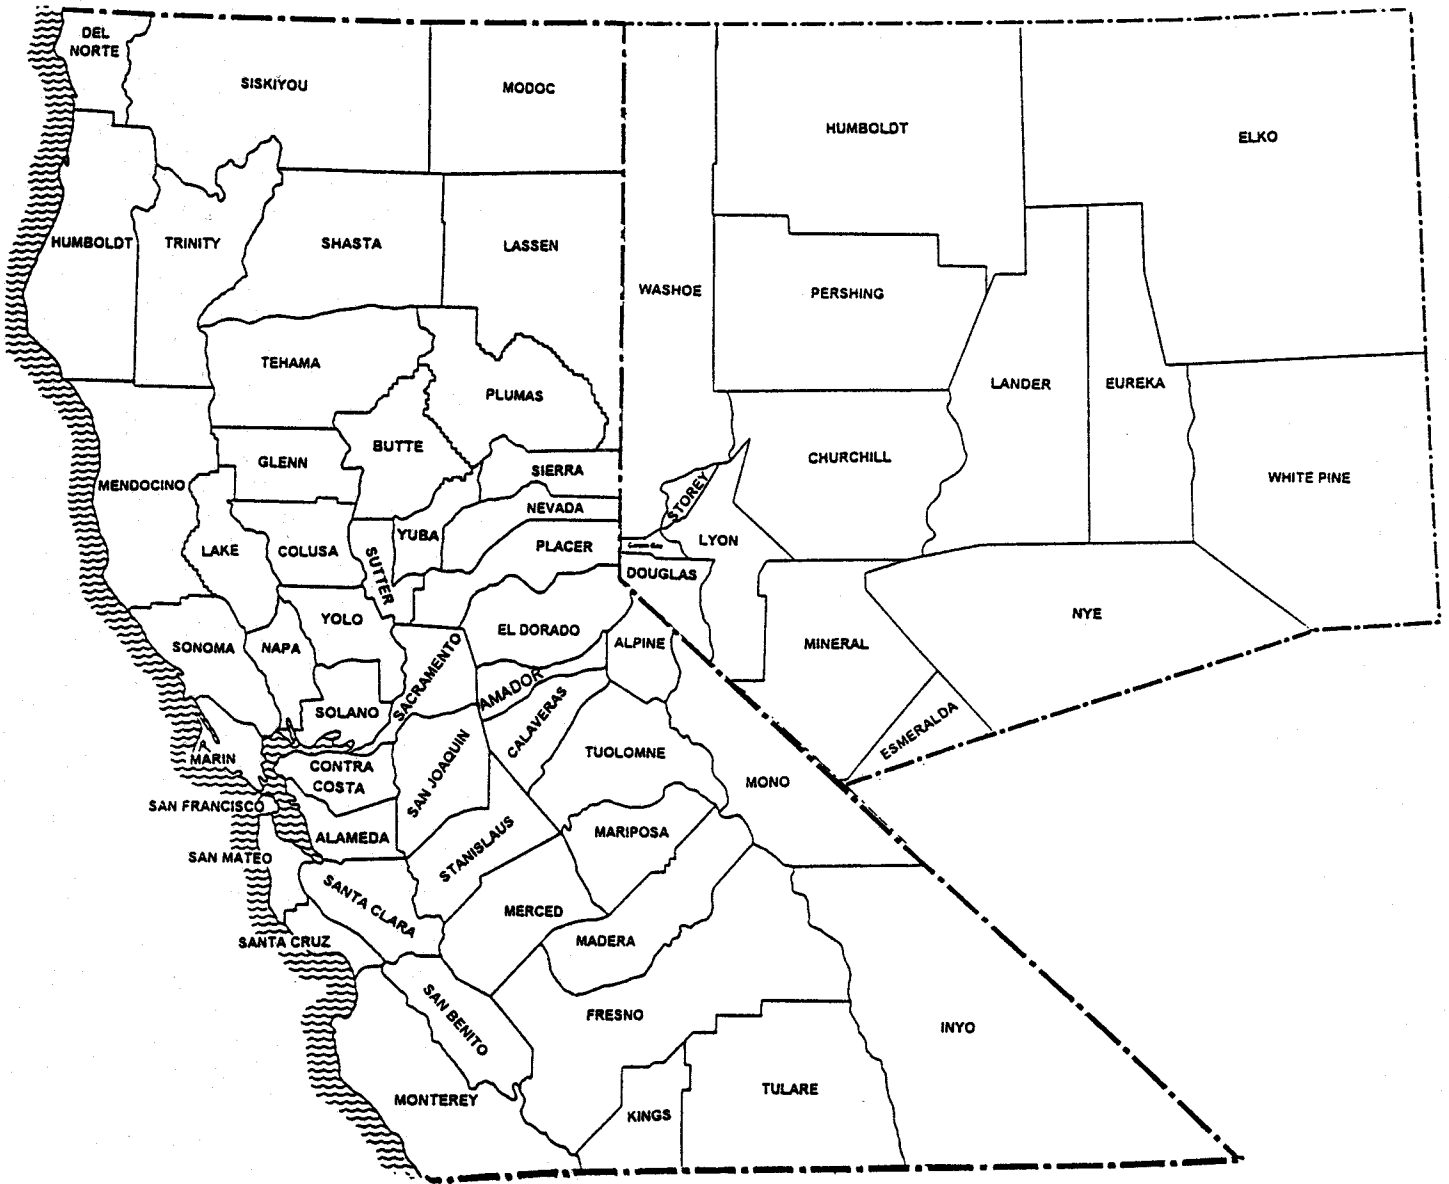 DEL
NORTE
SISKIYOU
MODOC
HUMBOLDT
ELKO
HUMBOLDT
TRINITY
SHASTA
LASSEN
WASHOE
PERSHING
TEHAMA
PLUMAS
LANDER
EUREKA
BUTTE
GLENN
SIERRA
CHURCHILL
WHITE PINE
MENDOCINO
STOREY
NEVADA
YUBA
LYON
LAKE
COLUSA
SUTTER
PLACER
DOUGLAS
YOLO
EL DORADO
NYE
SONOMA
NAPA
SACRAMENTO
ALPINE
MINERAL
SOLANO
AMADOR
CALAVERAS
ESMERALDA
MARIN
CONTRA
COSTA
SAN JOAQUIN
TUOLOMNE
MONO
SAN FRANCISCO
ALAMEDA
STANISLAUS
MARIPOSA
SAN MATEO
SANTA CLARA
MERCED
SANTA CRUZ
MADERA
SAN BENITO
FRESNO
INYO
MONTEREY
KINGS
TULARE